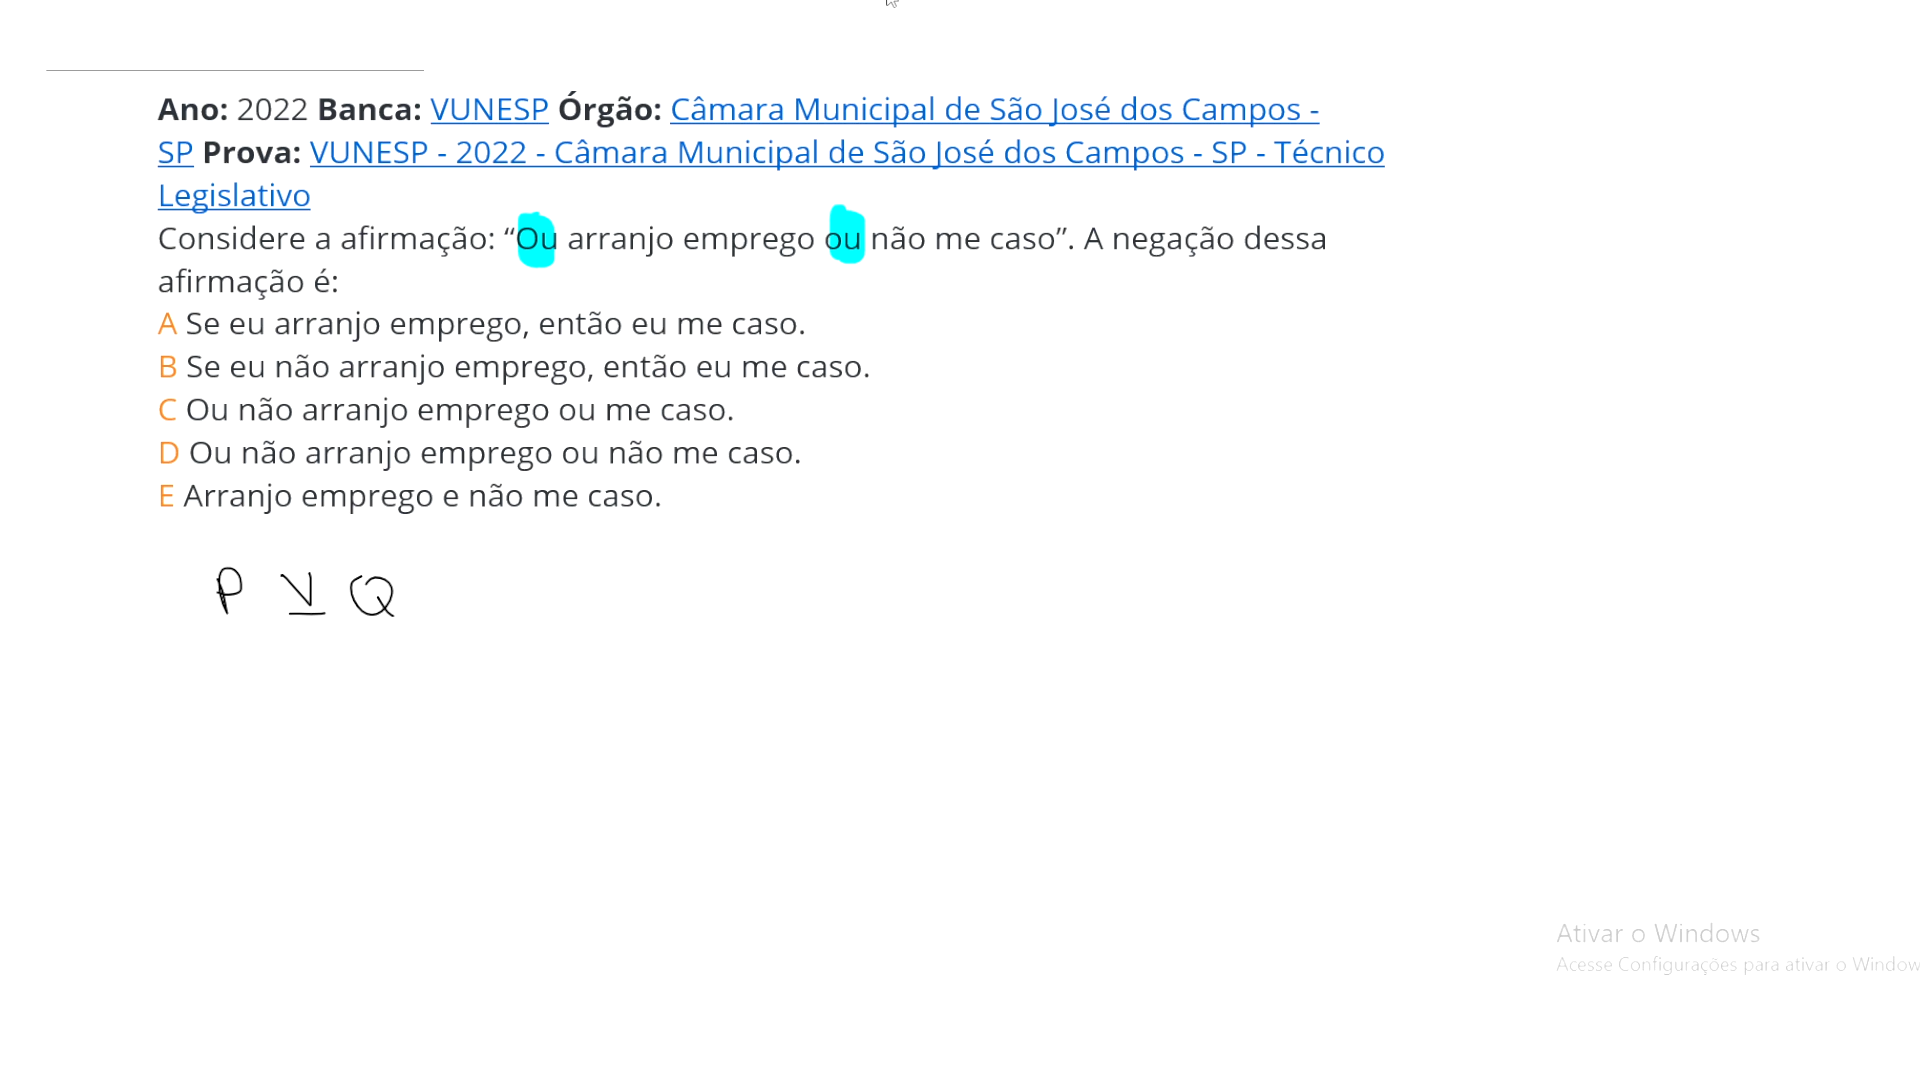 Ano: 2022 Banca: VUNESP Órgão: Câmara Municipal de São José dos Campos -
SP Prova: VUNESP - 2022 - Câmara Municipal de São José dos Campos - SP - Técnico
Legislativo
Considere a afirmação: “Ou arranjo emprego ou não me caso”. A negação dessa
afirmação é:
A Se eu arranjo emprego, então eu me caso.
B Se eu não arranjo emprego, então eu me caso.
C Ou não arranjo emprego ou me caso.
D Ou não arranjo emprego ou não me caso.
E Arranjo emprego e não me caso.
P ⊻ Q
Ativar o Windows
Acesse Configurações para ativar o Window